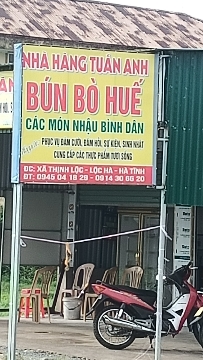 NHÀ HÀNG TUẤN ANH
BÚN BÒ HUẾ
CÁC MÓN NHẬU BÌNH DÂN
PHỤC VỤ ĐÁM CƯỚI, ĐÁM HỎI, SỰ KIỆN, SINH NHẬT
CUNG CẤP CÁC THỰC PHẨM TƯƠI SỐNG
ĐC: XÃ THỊNH LỘC - LỘC HÀ - HÀ TĨNH
ĐT: 0945 04 18 29 - 0914 30 66 20